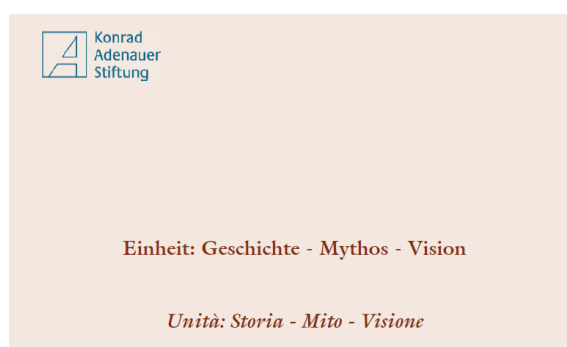 Konrad
Adenauer
Stiftung
Einheit: Geschichte - Mythos - Vision
Unità: Storia - Mito - Visione